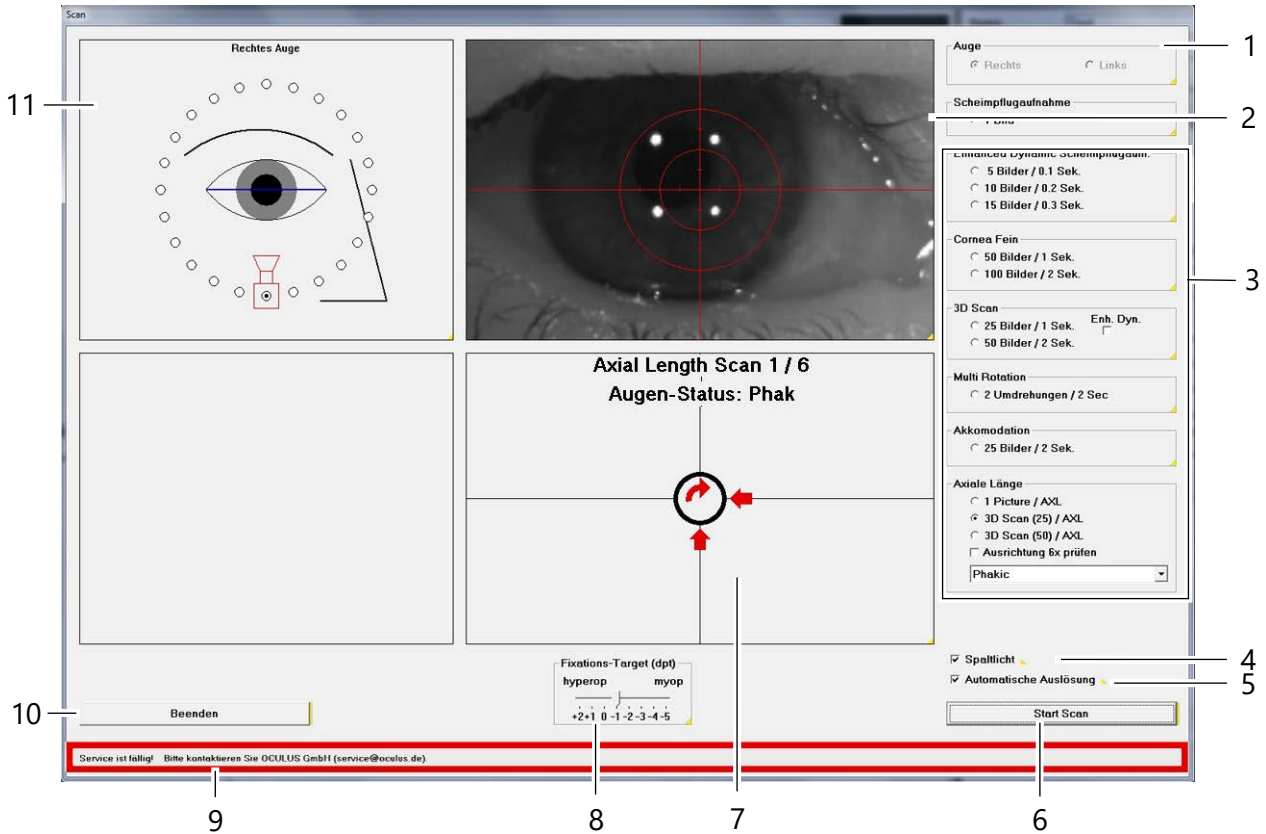 Scan
Rechtes Auge
Auge
Rechts Links
Scheimpflugaufnahme
1 Bild
Enhanced Dynamic Scheimpflugaufn.
5 Bilder / 0.1 Sek.
10 Bilder / 0.2 Sek.
15 Bilder / 0.3 Sek.
Cornea Fein
50 Bilder / 1 Sek.
100 Bilder / 2 Sek.
3D Scan
25 Bilder / 1 Sek. Enh. Dyn.
50 Bilder / 2 Sek.
Multi Rotation
2 Umdrehungen / 2 Sec
Akkomodation
25 Bilder / 2 Sek.
Axiale Länge
1 Picture / AXL
3D Scan (25) / AXL
3D Scan (50) / AXL
Ausrichtung 6x prüfen
Phakic
Axial Length Scan 1 / 6
Augen-Status: Phak
Fixations-Target (dpt)
hyperop myop
+2+1 0 -1 -2 -3 -4 -5
Spaltlicht
Automatische Auslösung
Beenden
Start Scan
Service ist fällig! Bitte kontaktieren Sie OCULUS GmbH (service@oculus.de)
1
2
3
4
5
6
7
8
9
10
11